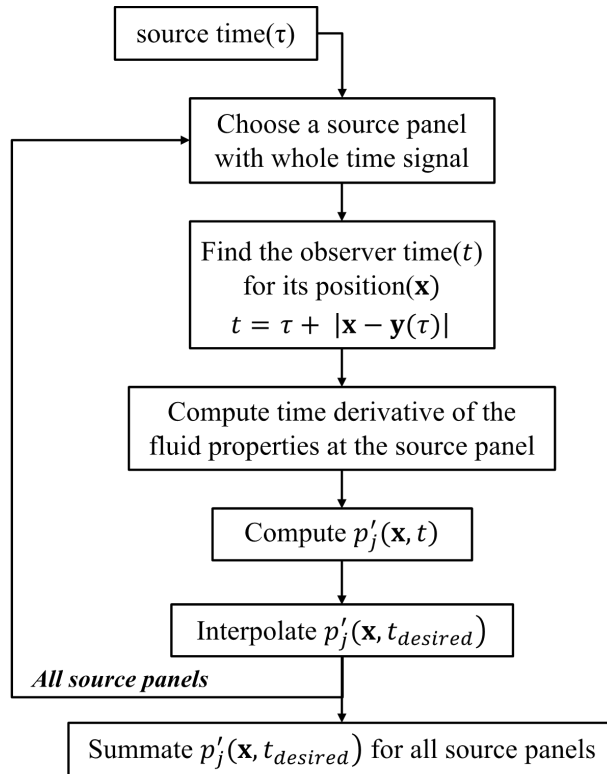 source time(τ)
Choose a source panel
with whole time signal
Find the observer time(t)
for its position(x)
t = τ + |x − y(τ)|
Compute time derivative of the
fluid properties at the source panel
Compute p′j(x, t)
Interpolate p′j(x, tdesired)
All source panels
Summate p′j(x, tdesired) for all source panels